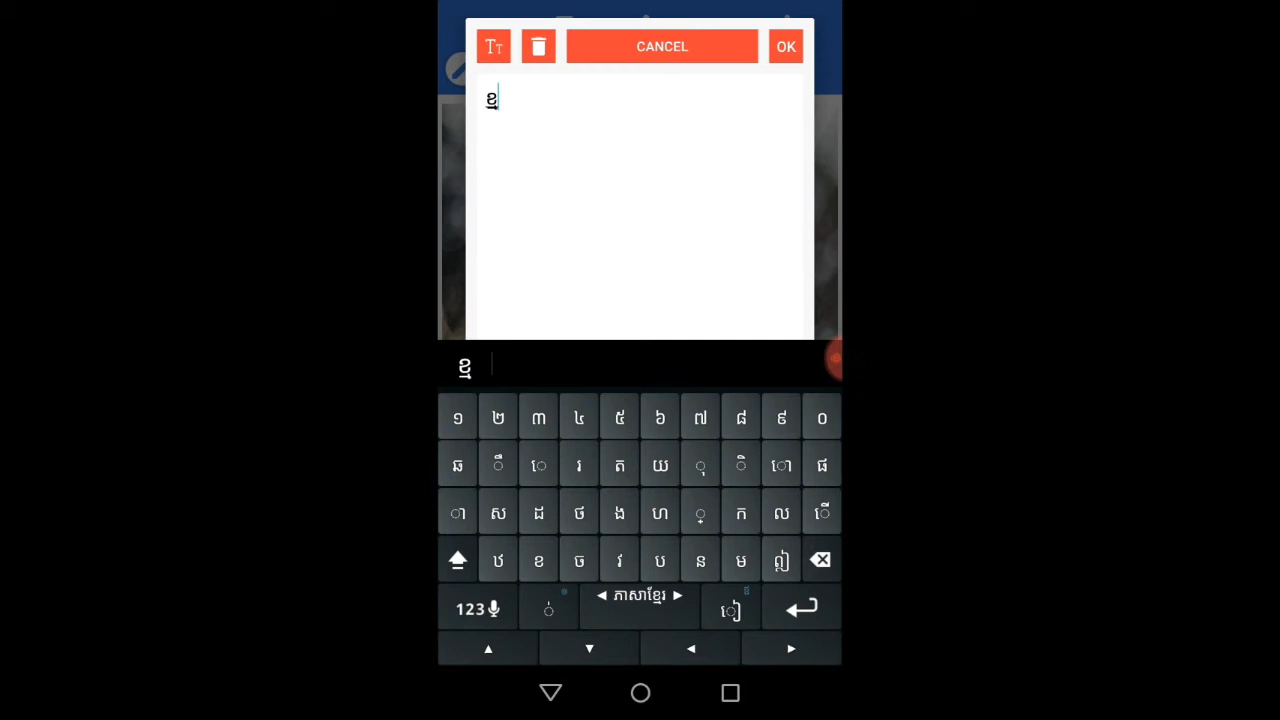 Tт CANCEL OK
ខ្ម
ខ្ម
១ ២ ៣ ៤ ៥ ៦ ៧ ៨ ៩ ០
ឆ ឹ េ រ ត យ ុ ិ ោ ផ
ា ស ដ ថ ង ហ ្ ក ល ើ
ឋ ខ ច វ ប ន ម ឦ
123 ់ ◄ ភាសាខ្មែរ ► ៀ
▲ ▼ ◄ ►